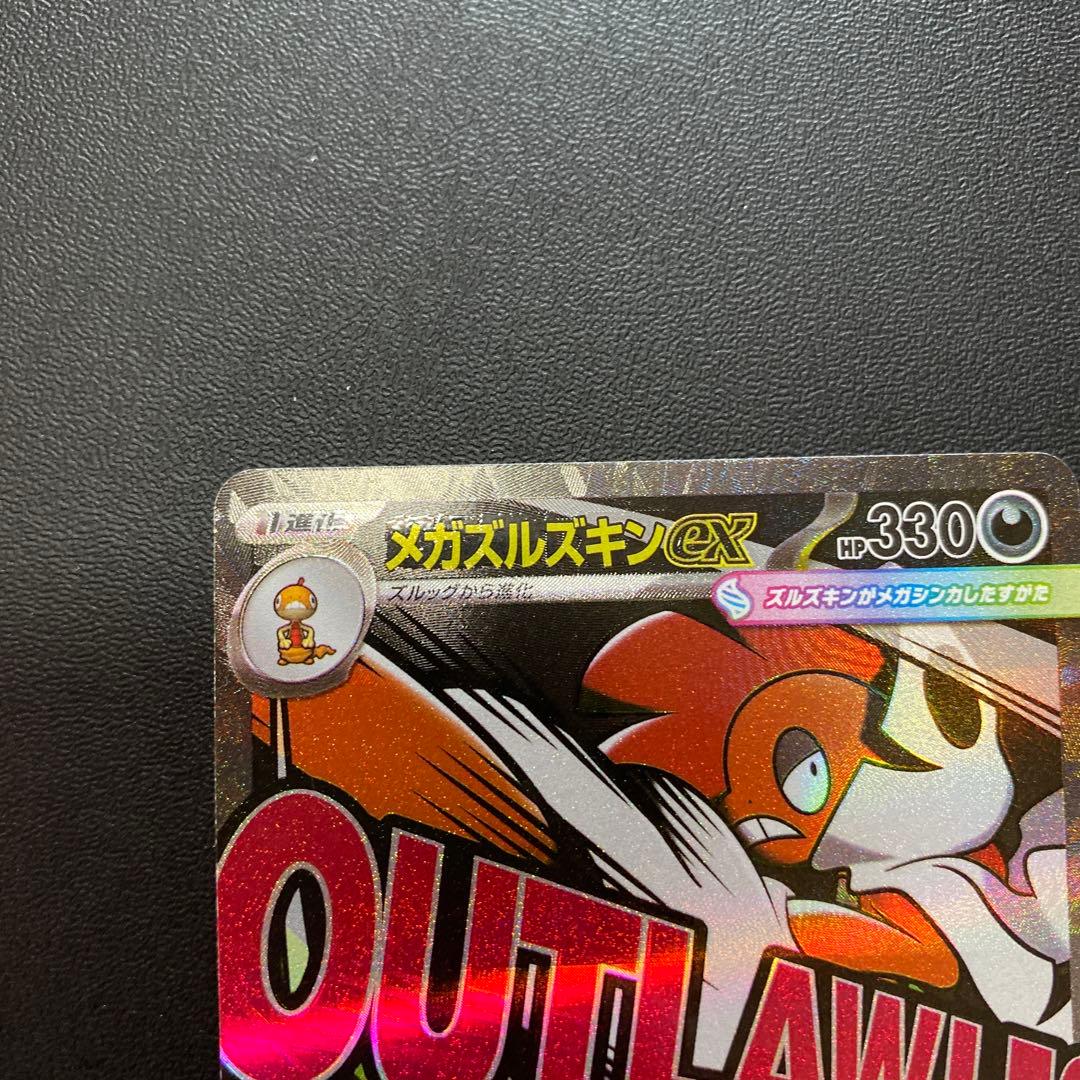 1進化
メガズルズキンex
HP330
ズルッグから進化
ズルズキンがメガシンカしたすがた
OUTLAW